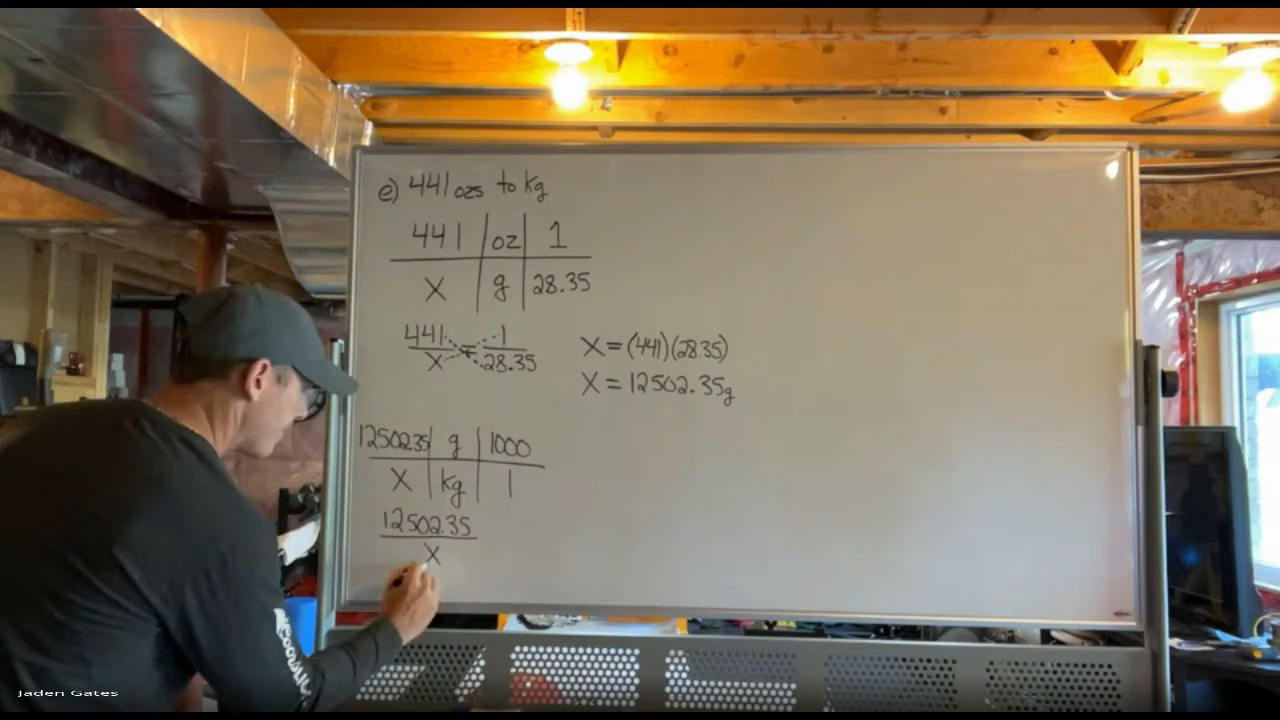 e) 441 ozs to kg
441 | oz | 1
X | g | 28.35
441 = 1
X 28.35
X = (441)(28.35)
X = 12502.35g
12502.35 | g | 1000
X | kg | 1
12502.35
X
Jaden Gates